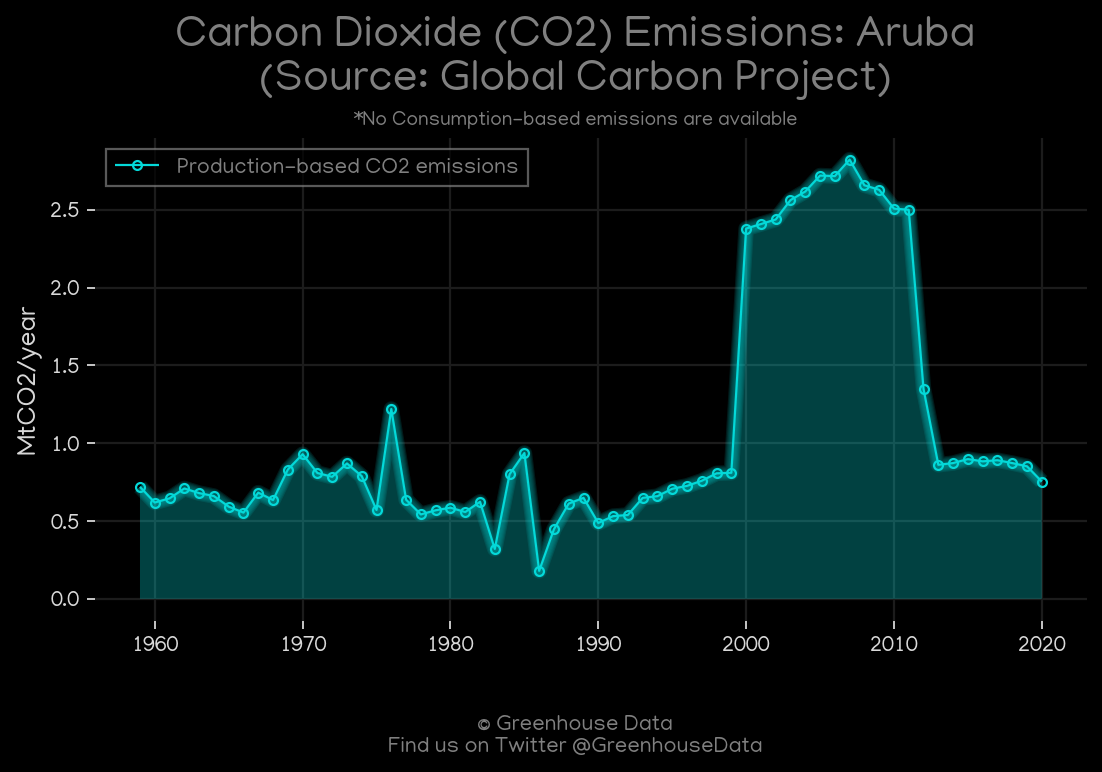 Carbon Dioxide (CO2) Emissions: Aruba
(Source: Global Carbon Project)
*No Consumption-based emissions are available
Production-based CO2 emissions
MtCO2/year
2.5
2.0
1.5
1.0
0.5
0.0
1960 1970 1980 1990 2000 2010 2020
© Greenhouse Data
Find us on Twitter @GreenhouseData